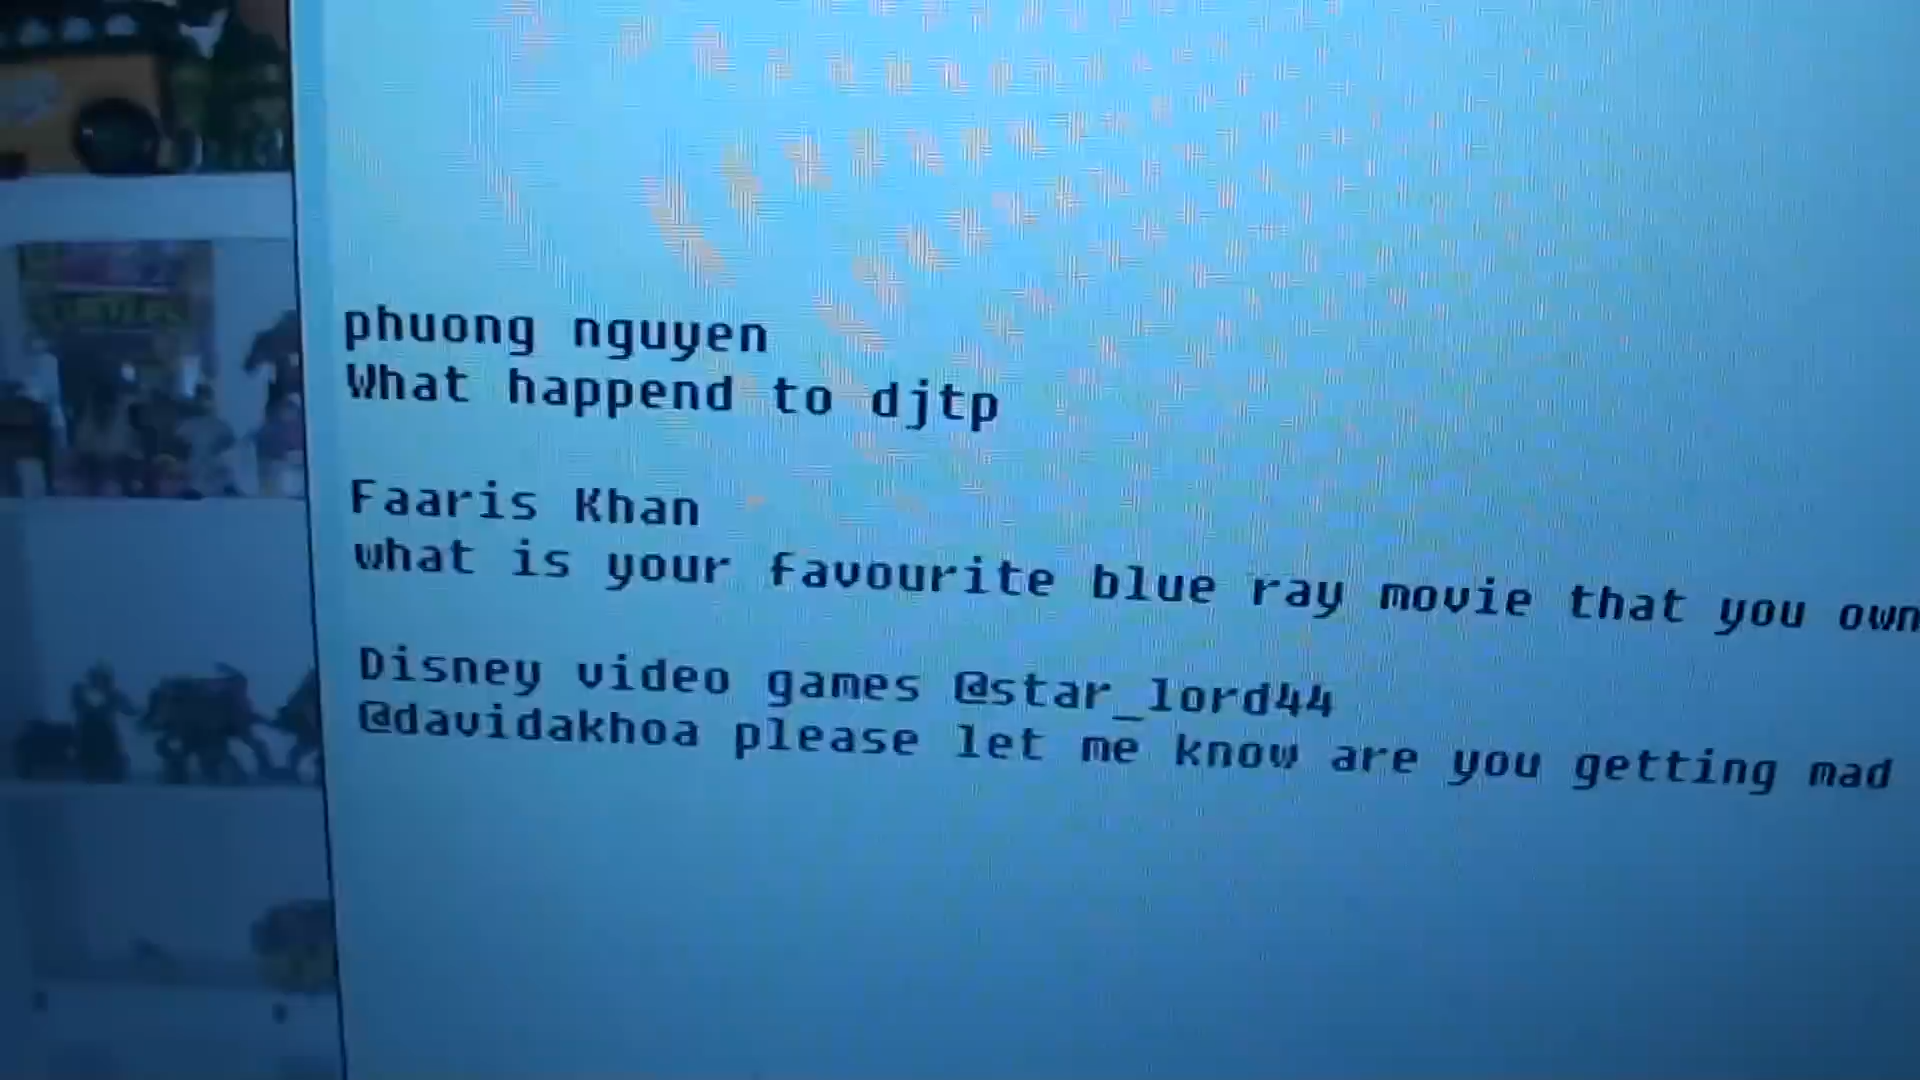 phuong nguyen
What happend to djtp
Faaris Khan
what is your favourite blue ray movie that you own
Disney video games @star_lord44
@davidakhoa please let me know are you getting mad